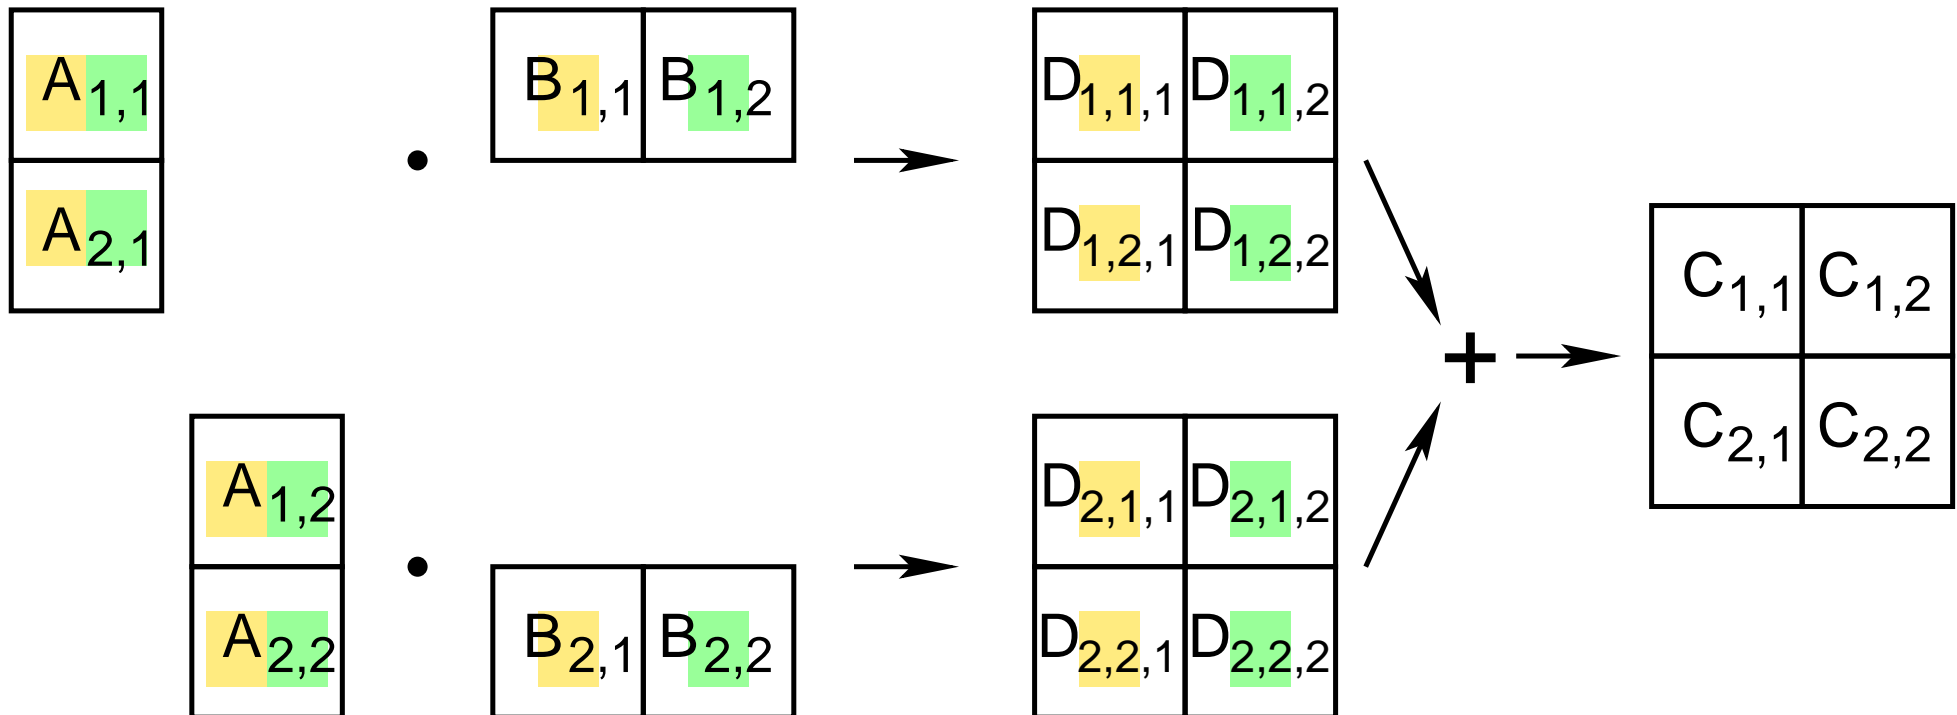 A1,1 B1,1 B1,2 D1,1,1 D1,1,2
A2,1 D1,2,1 D1,2,2
C1,1 C1,2
+
C2,1 C2,2
A1,2 D2,1,1 D2,1,2
A2,2 B2,1 B2,2 D2,2,1 D2,2,2